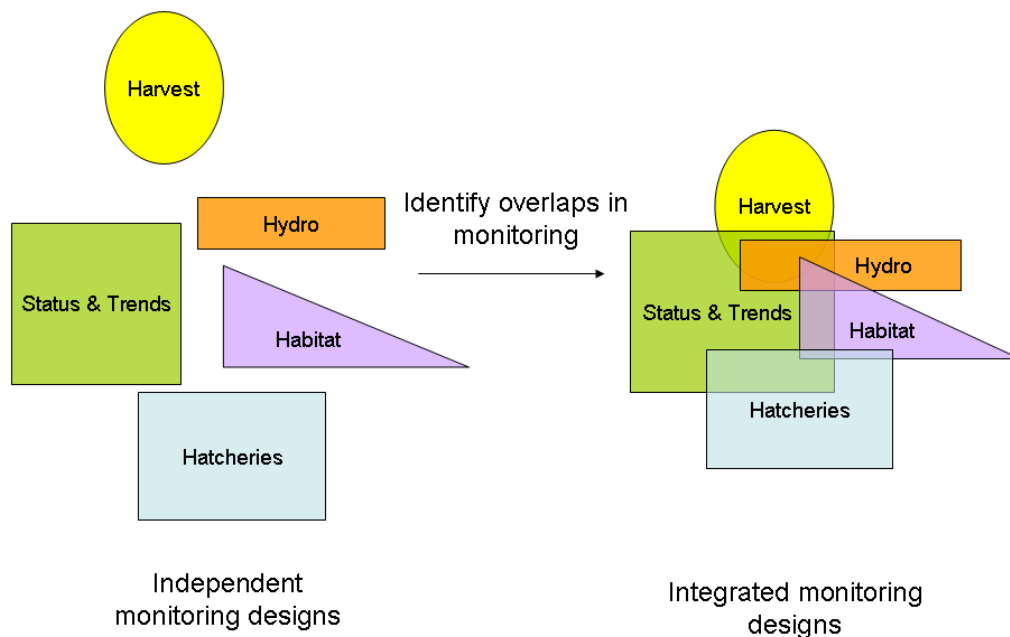 Harvest
Hydro
Status & Trends
Habitat
Hatcheries
Independent
monitoring designs
Identify overlaps in
monitoring
Harvest
Hydro
Status & Trends
Habitat
Hatcheries
Integrated monitoring
designs